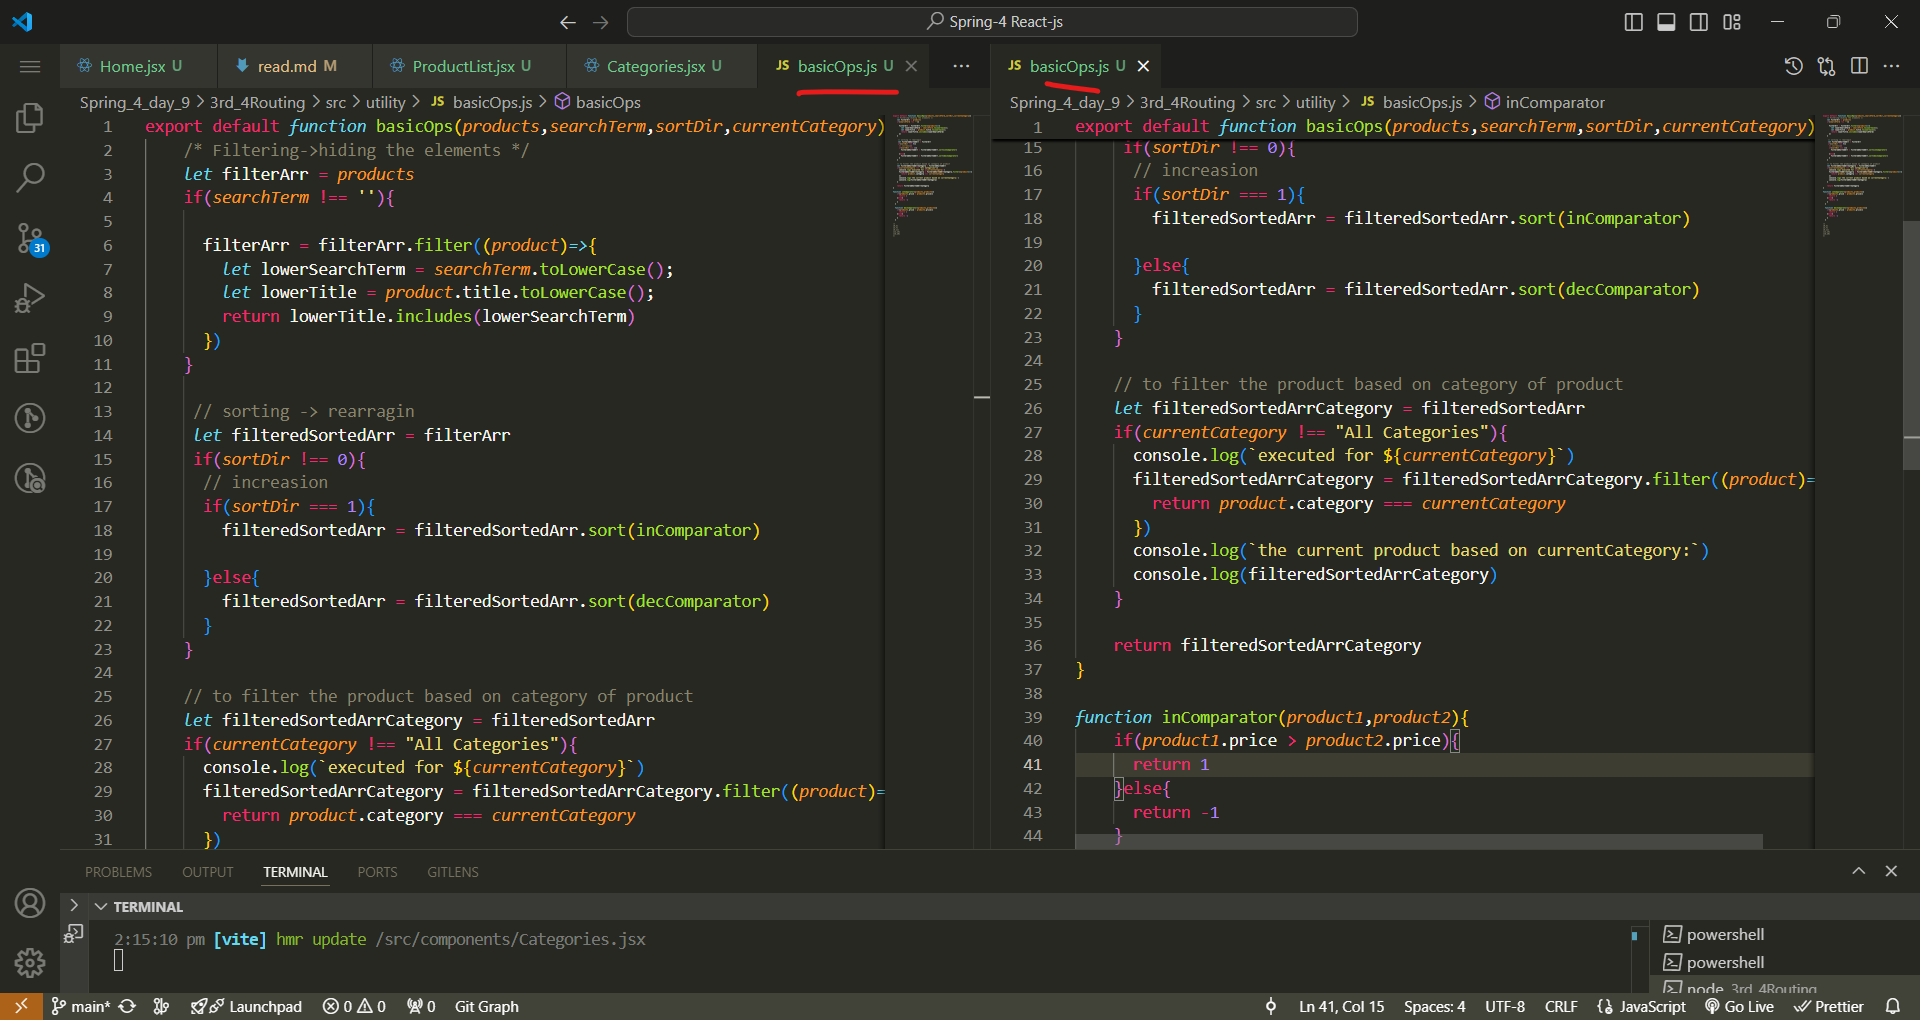 Spring-4 React-js
Home.jsx U
read.md M
ProductList.jsx U
Categories.jsx U
JS basicOps.js U
JS basicOps.js U
Spring_4_day_9 > 3rd_4Routing > src > utility > JS basicOps.js > basicOps
1 export default function basicOps(products,searchTerm,sortDir,currentCategory)
2 /* Filtering->hiding the elements */
3 let filterArr = products
4 if(searchTerm !== ''){
5
6 filterArr = filterArr.filter((product)=>{
7 let lowerSearchTerm = searchTerm.toLowerCase();
8 let lowerTitle = product.title.toLowerCase();
9 return lowerTitle.includes(lowerSearchTerm)
10 })
11 }
12
13 // sorting -> rearragin
14 let filteredSortedArr = filterArr
15 if(sortDir !== 0){
16 // increasion
17 if(sortDir === 1){
18 filteredSortedArr = filteredSortedArr.sort(inComparator)
19
20 }else{
21 filteredSortedArr = filteredSortedArr.sort(decComparator)
22 }
23 }
24
25 // to filter the product based on category of product
26 let filteredSortedArrCategory = filteredSortedArr
27 if(currentCategory !== "All Categories"){
28 console.log(`executed for ${currentCategory}`)
29 filteredSortedArrCategory = filteredSortedArrCategory.filter((product)=
30 return product.category === currentCategory
31 })
Spring_4_day_9 > 3rd_4Routing > src > utility > JS basicOps.js > inComparator
1 export default function basicOps(products,searchTerm,sortDir,currentCategory)
15 if(sortDir !== 0){
16 // increasion
17 if(sortDir === 1){
18 filteredSortedArr = filteredSortedArr.sort(inComparator)
19
20 }else{
21 filteredSortedArr = filteredSortedArr.sort(decComparator)
22 }
23 }
24
25 // to filter the product based on category of product
26 let filteredSortedArrCategory = filteredSortedArr
27 if(currentCategory !== "All Categories"){
28 console.log(`executed for ${currentCategory}`)
29 filteredSortedArrCategory = filteredSortedArrCategory.filter((product)=
30 return product.category === currentCategory
31 })
32 console.log(`the current product based on currentCategory:`)
33 console.log(filteredSortedArrCategory)
34 }
35
36 return filteredSortedArrCategory
37 }
38
39 function inComparator(product1,product2){
40 if(product1.price > product2.price){
41 return 1
42 }else{
43 return -1
44 }
31
PROBLEMS OUTPUT TERMINAL PORTS GITLENS
TERMINAL
2:15:10 pm [vite] hmr update /src/components/Categories.jsx
powershell
powershell
node 3rd_4Routing
main* Launchpad 0 0 0 Git Graph Ln 41, Col 15 Spaces: 4 UTF-8 CRLF {} JavaScript Go Live Prettier